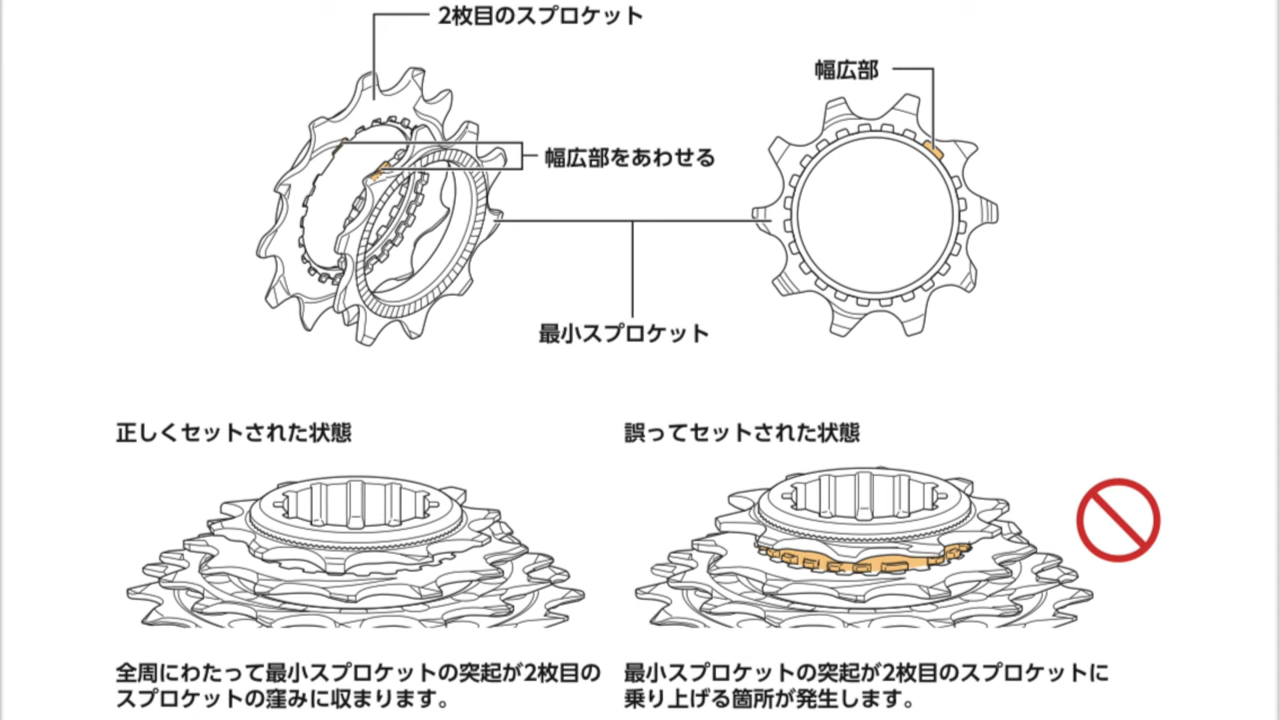 2枚目のスプロケット
幅広部
幅広部をあわせる
最小スプロケット
正しくセットされた状態
誤ってセットされた状態
全周にわたって最小スプロケットの突起が2枚目の
スプロケットの窪みに収まります。
最小スプロケットの突起が2枚目のスプロケットに
乗り上げる箇所が発生します。